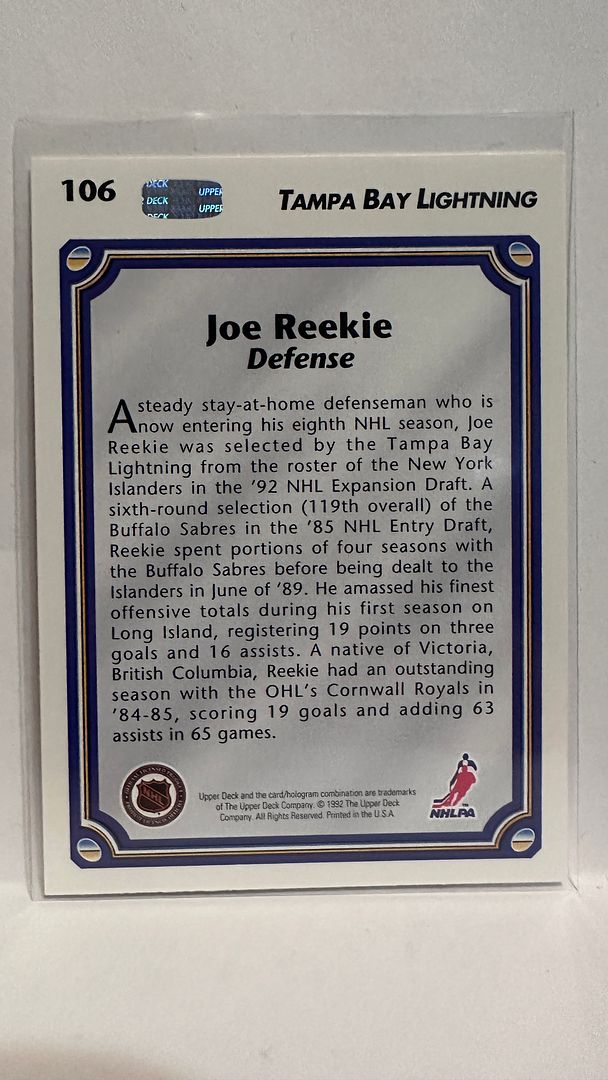 106
DECK UPPER
DECK
UPPER
DECK
TAMPA BAY LIGHTNING
Joe Reekie
Defense
A steady stay-at-home defenseman who is
now entering his eighth NHL season, Joe
Reekie was selected by the Tampa Bay
Lightning from the roster of the New York
Islanders in the '92 NHL Expansion Draft. A
sixth-round selection (119th overall) of the
Buffalo Sabres in the '85 NHL Entry Draft,
Reekie spent portions of four seasons with
the Buffalo Sabres before being dealt to the
Islanders in June of '89. He amassed his finest
offensive totals during his first season on
Long Island, registering 19 points on three
goals and 16 assists. A native of Victoria,
British Columbia, Reekie had an outstanding
season with the OHL's Cornwall Royals in
'84-85, scoring 19 goals and adding 63
assists in 65 games.
NHL
Upper Deck and the card/hologram combination are trademarks
of The Upper Deck Company. © 1992 The Upper Deck
Company. All Rights Reserved. Printed in the U.S.A
NHLPA